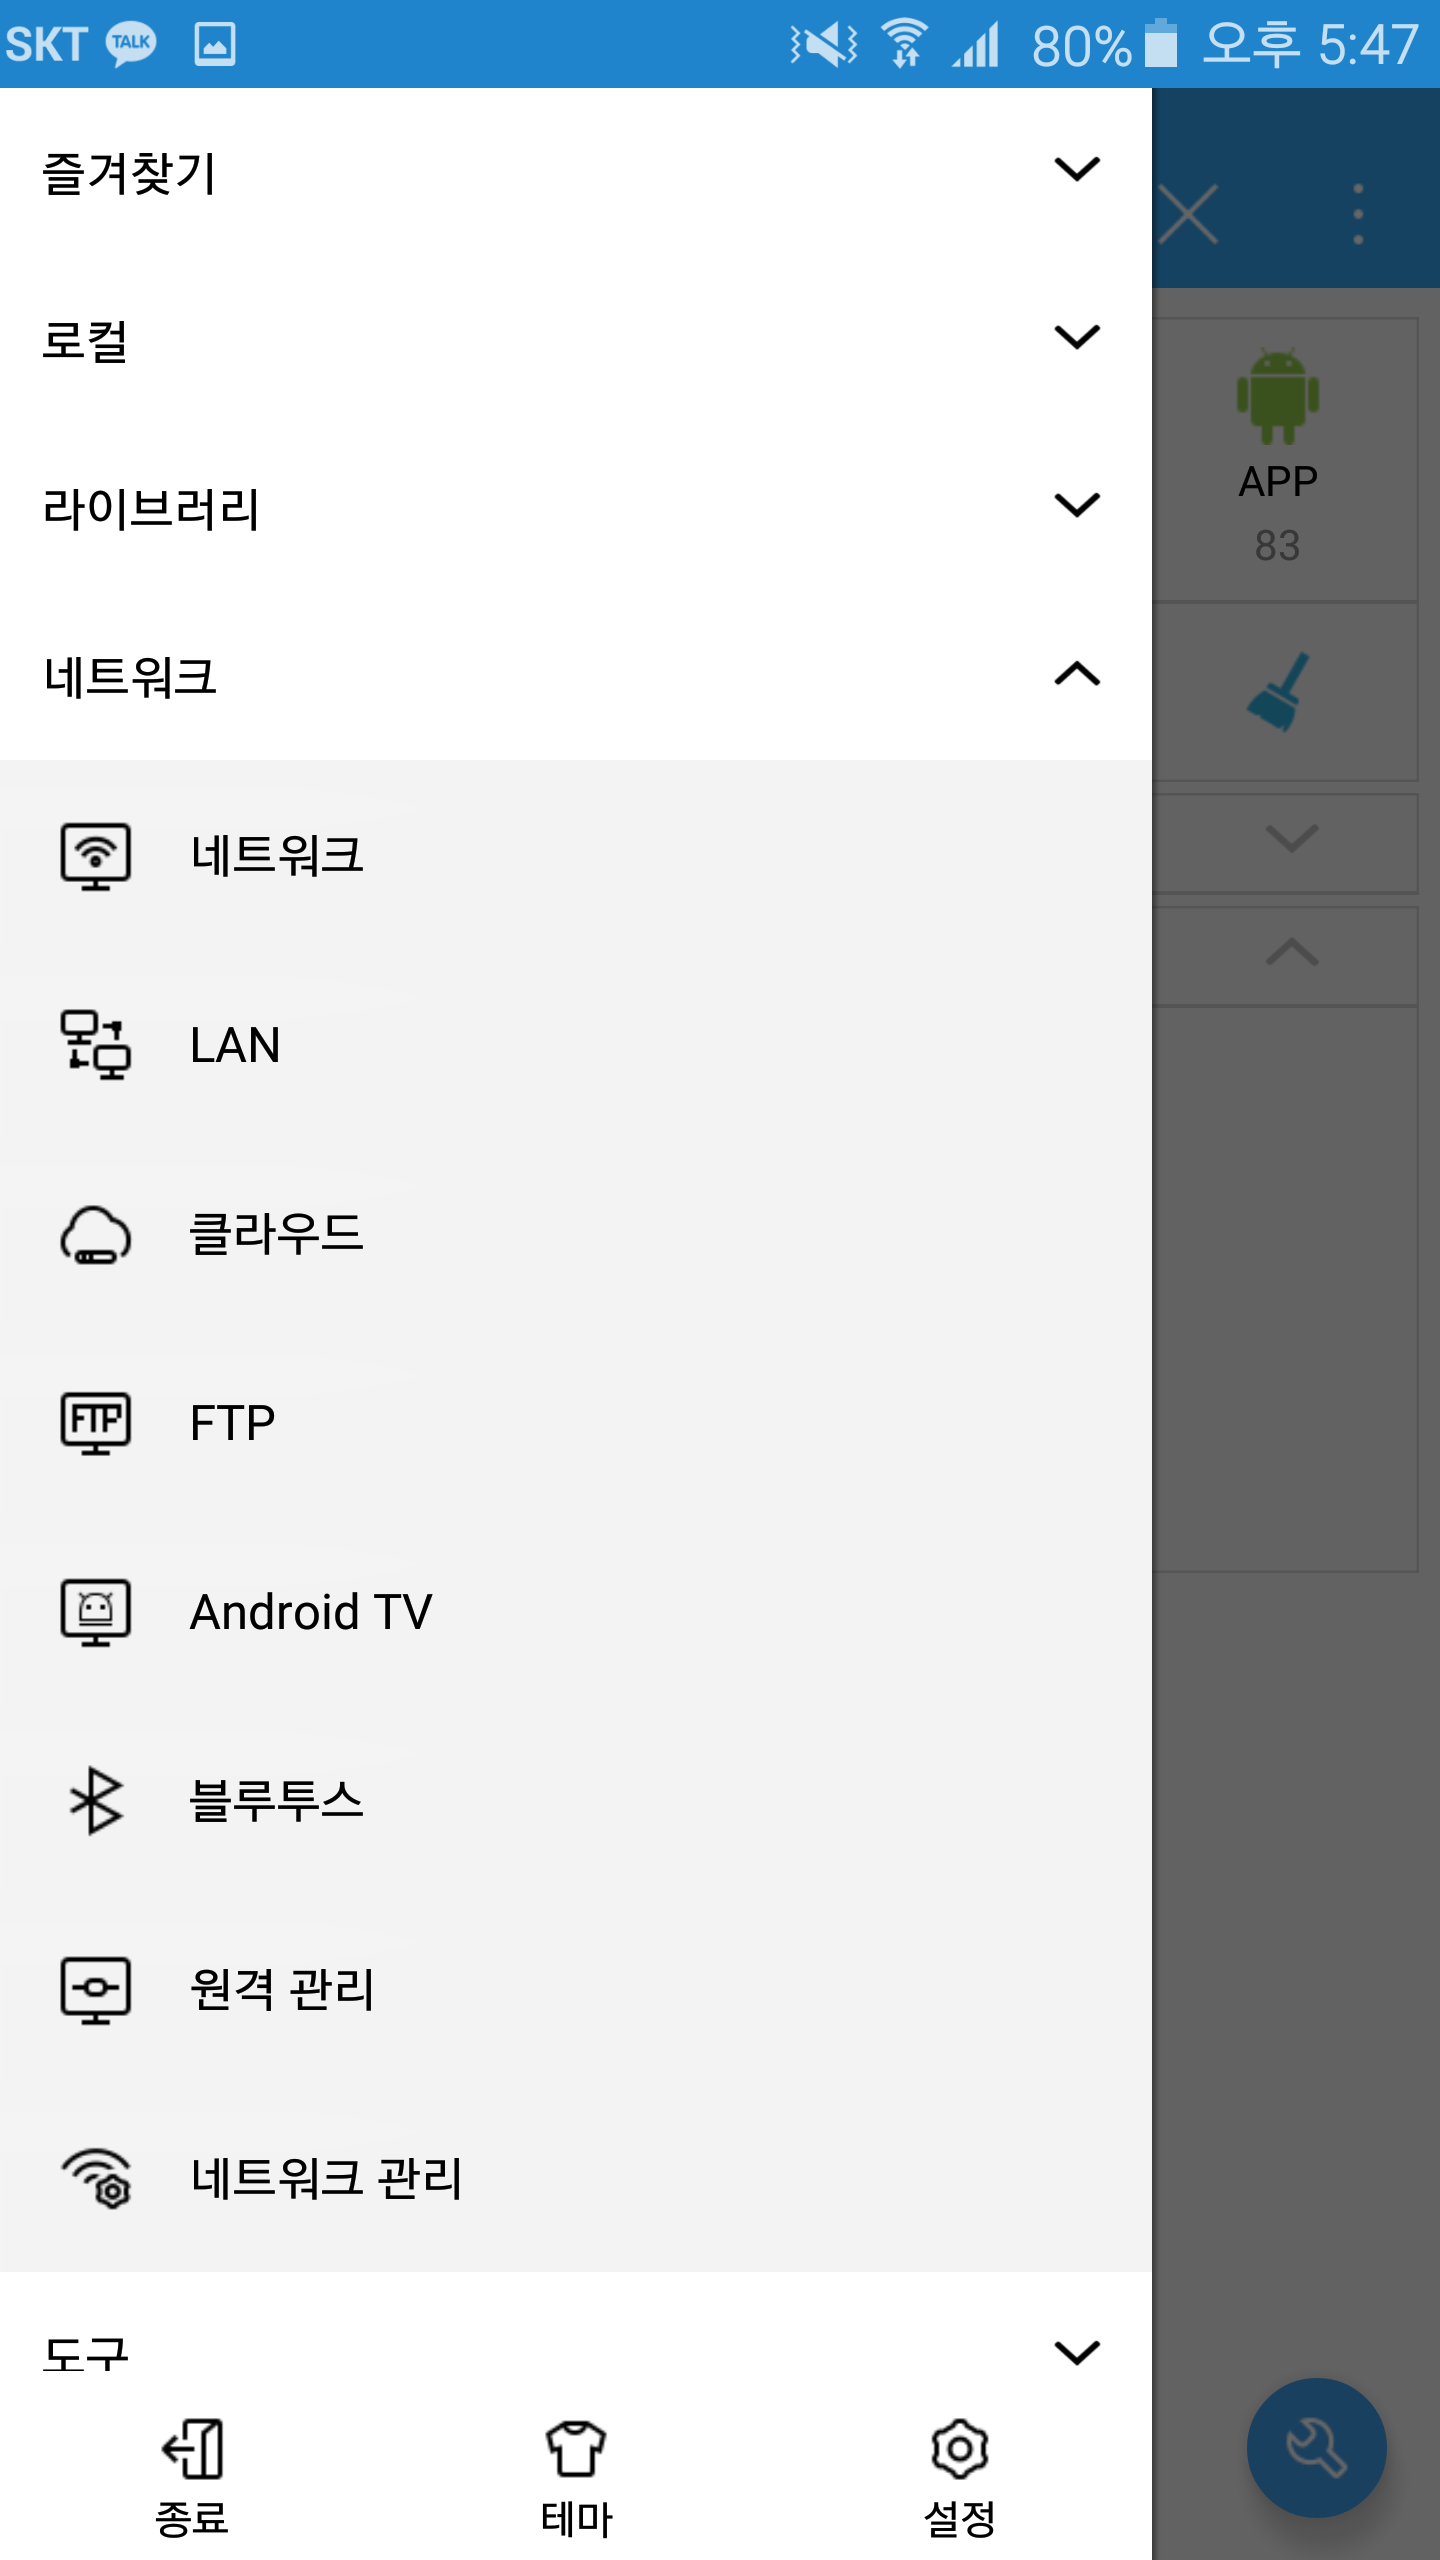 SKT TALK 80% 오후 5:47
즐겨찾기
로컬
라이브러리
네트워크
네트워크
LAN
클라우드
FTP FTP
Android TV
블루투스
원격 관리
네트워크 관리
도구
종료 테마 설정
APP
83